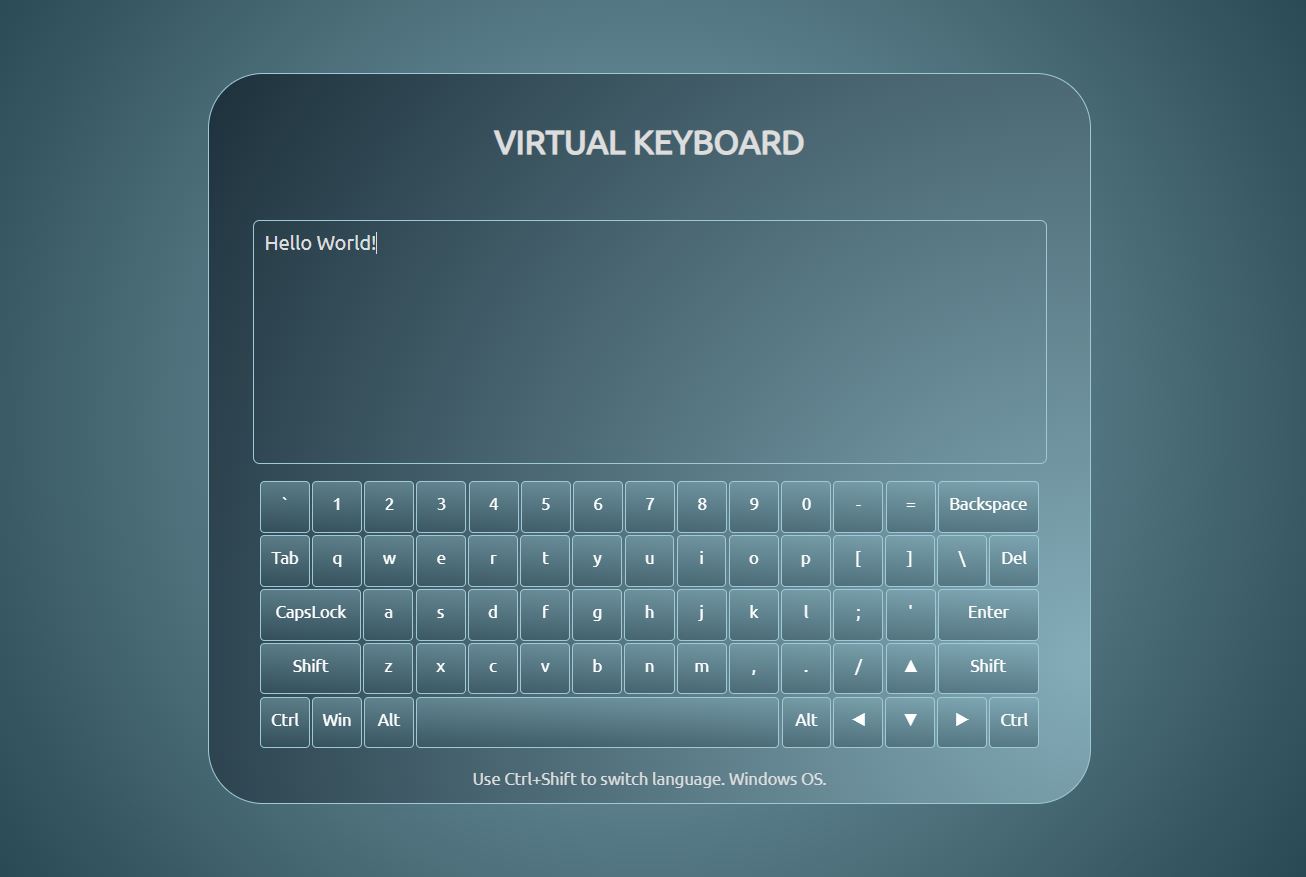 VIRTUAL KEYBOARD
Hello World!
` 1 2 3 4 5 6 7 8 9 0 - = Backspace
Tab q w e r t y u i o p [ ] \ Del
CapsLock a s d f g h j k l ; ' Enter
Shift z x c v b n m , . / ▲ Shift
Ctrl Win Alt Alt ◄ ▼ ► Ctrl
Use Ctrl+Shift to switch language. Windows OS.